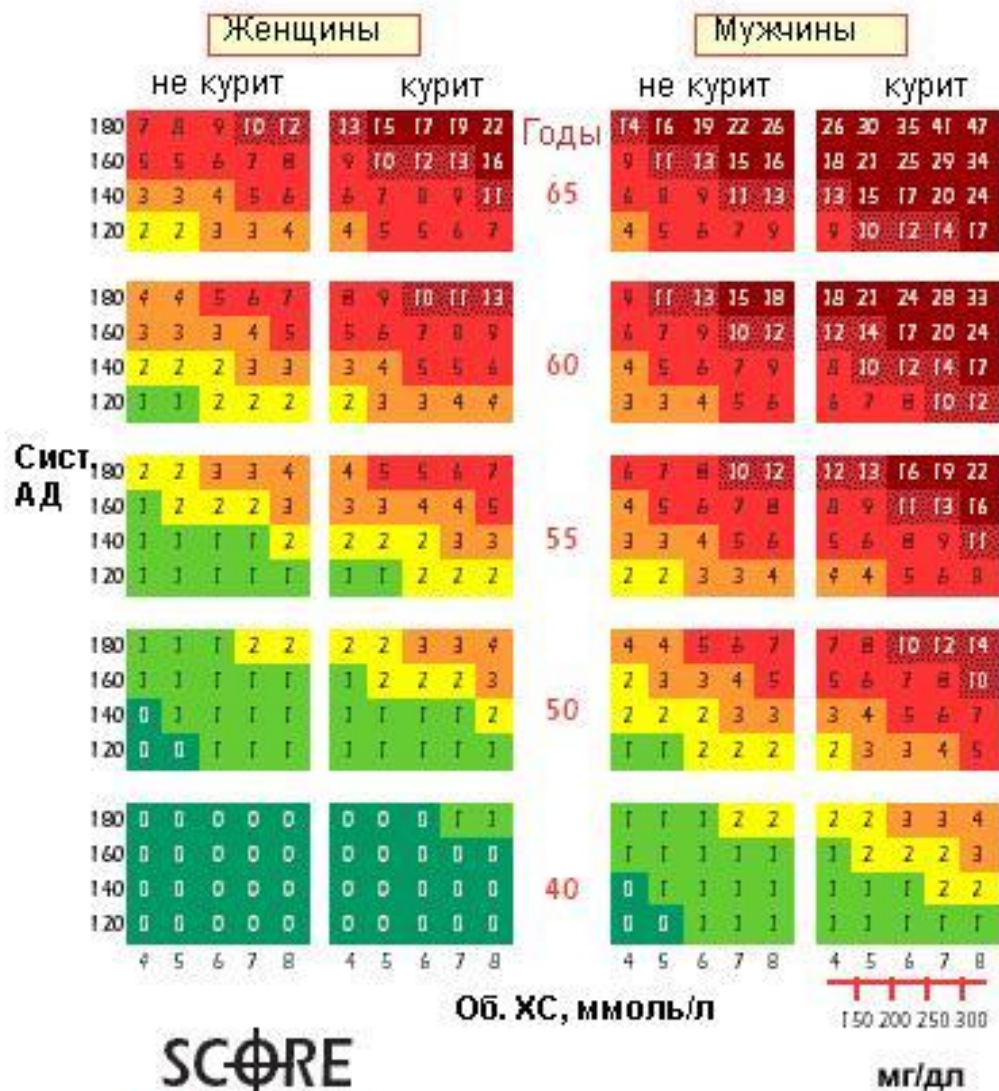 Женщины Мужчины
не курит курит не курит курит
180 7 8 9 10 12 13 15 17 19 22 Годы 14 16 19 22 26 26 30 35 41 47
160 5 5 6 7 8 9 10 12 13 16 9 11 13 15 16 18 21 25 29 34
140 3 3 4 5 6 6 7 8 9 11 65 6 8 9 11 13 13 15 17 20 24
120 2 2 3 3 4 4 5 5 6 7 4 5 6 7 9 9 10 12 14 17
180 4 4 5 6 7 8 9 10 11 13 9 11 13 15 18 18 21 24 28 33
160 3 3 3 4 5 5 6 7 8 9 6 7 9 10 12 12 14 17 20 24
140 2 2 2 3 3 3 4 5 5 6 60 4 5 6 7 9 8 10 12 14 17
120 1 1 2 2 2 2 3 3 4 4 3 3 4 5 6 6 7 8 10 12
Сист. АД
180 2 2 3 3 4 4 5 5 6 7 6 7 8 10 12 12 13 16 19 22
160 1 2 2 2 3 3 3 4 4 5 4 5 6 7 8 8 9 11 13 16
140 1 1 1 1 2 2 2 2 3 3 55 3 3 4 5 6 5 6 8 9 11
120 1 1 1 1 1 1 1 2 2 2 2 2 3 3 4 4 4 5 6 8
180 1 1 1 2 2 2 2 3 3 4 4 4 5 6 7 7 8 10 12 14
160 1 1 1 1 1 1 2 2 2 3 2 3 3 4 5 5 6 7 8 10
140 0 1 1 1 1 1 1 1 1 2 50 2 2 2 3 3 3 4 5 6 7
120 0 0 1 1 1 1 1 1 1 1 1 1 2 2 2 2 3 3 4 5
180 0 0 0 0 0 0 0 0 1 1 1 1 1 2 2 2 2 3 3 4
160 0 0 0 0 0 0 0 0 0 0 1 1 1 1 1 1 2 2 2 3
140 0 0 0 0 0 0 0 0 0 0 40 0 1 1 1 1 1 1 1 2 2
120 0 0 0 0 0 0 0 0 0 0 0 0 1 1 1 1 1 1 1 1
4 5 6 7 8 4 5 6 7 8 4 5 6 7 8 4 5 6 7 8
Об. ХС, ммоль/л
150 200 250 300
SCORE
мг/дл